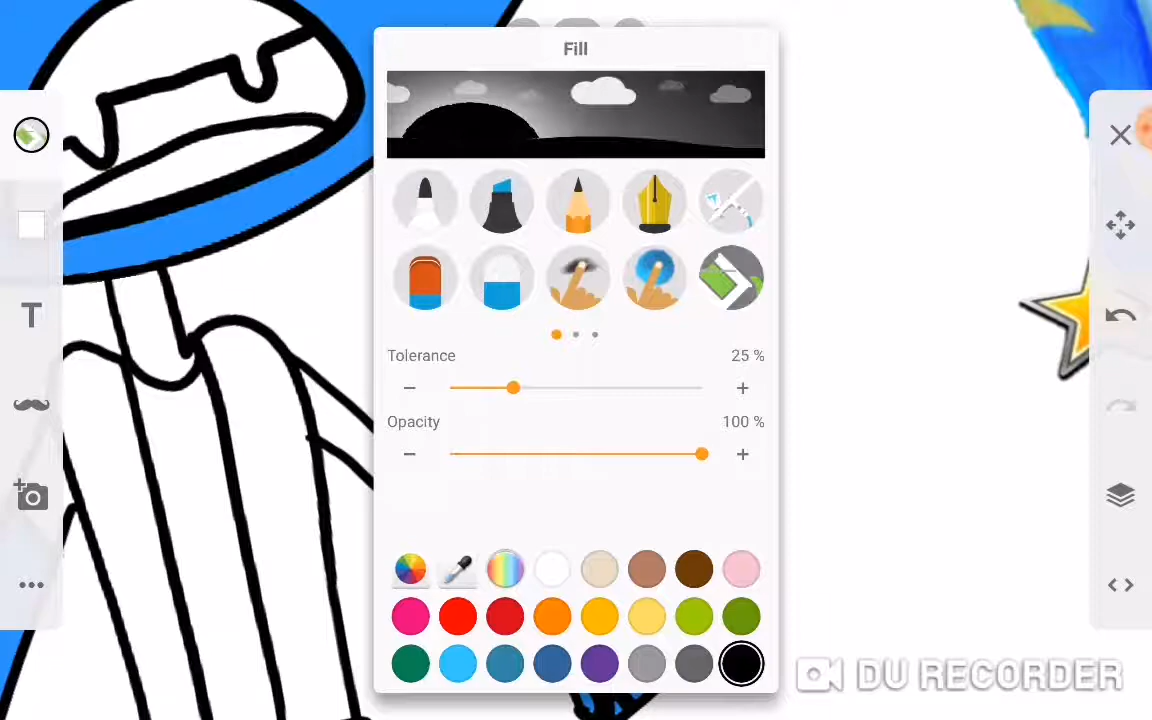 Fill
T
Tolerance 25 %
Opacity 100 %
DU RECORDER